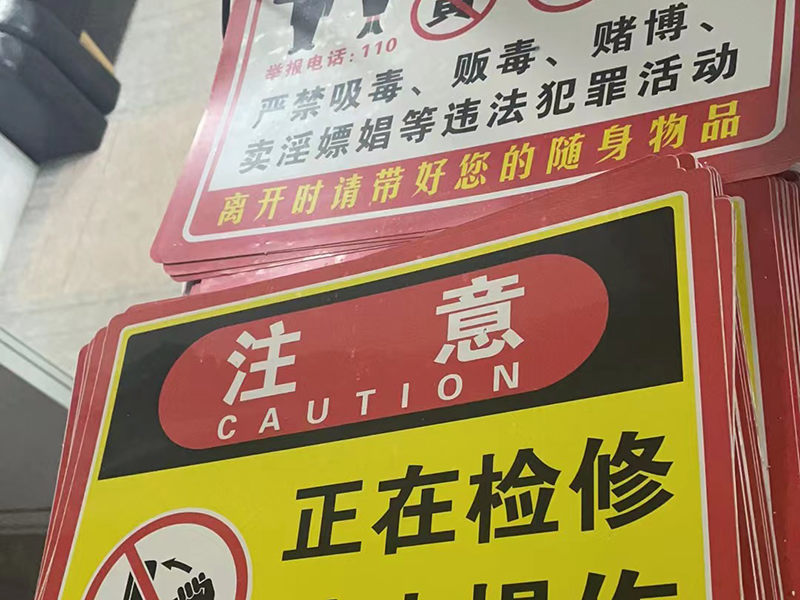 举报电话:110
严禁吸毒、贩毒、赌博、
卖淫嫖娼等违法犯罪活动
离开时请带好您的随身物品
注意
CAUTION
正在检修